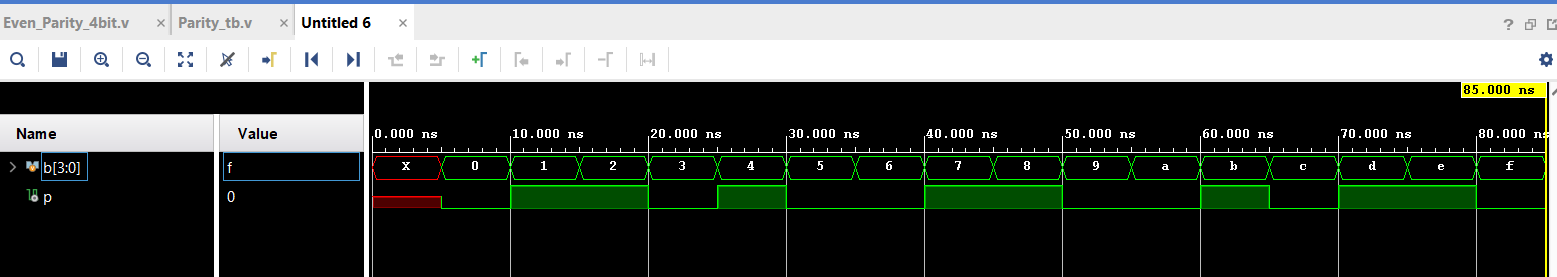 Even_Parity_4bit.v × Parity_tb.v × Untitled 6 ×
?
85.000 ns
Name Value
0.000 ns 10.000 ns 20.000 ns 30.000 ns 40.000 ns 50.000 ns 60.000 ns 70.000 ns 80.000 ns
b[3:0] f X 0 1 2 3 4 5 6 7 8 9 a b c d e f
p 0